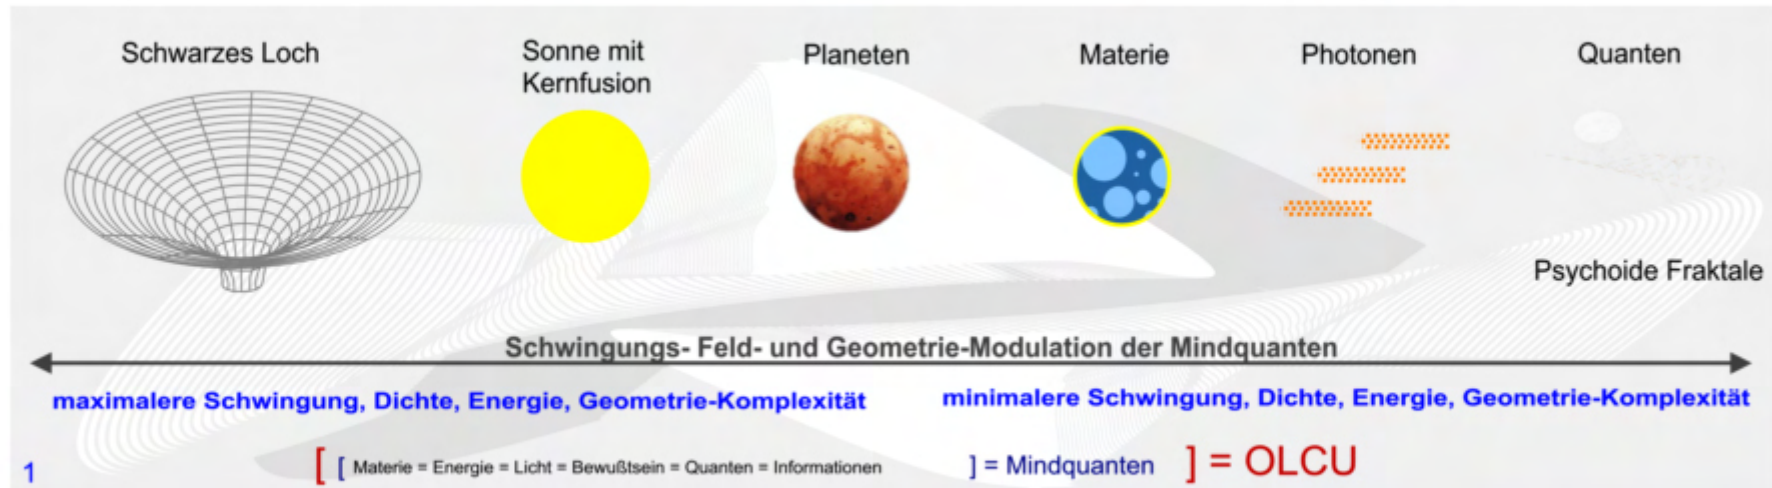 Schwarzes Loch
Sonne mit
Kernfusion
Planeten
Materie
Photonen
Quanten
Psychoide Fraktale
Schwingungs- Feld- und Geometrie-Modulation der Mindquanten
maximalere Schwingung, Dichte, Energie, Geometrie-Komplexität
minimalere Schwingung, Dichte, Energie, Geometrie-Komplexität
1
[ [ Materie = Energie = Licht = Bewußtsein = Quanten = Informationen ] = Mindquanten ] = OLCU